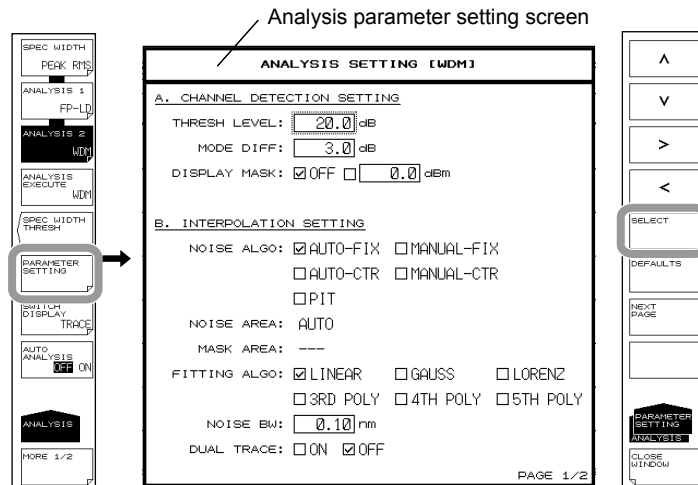 Analysis parameter setting screen
SPEC WIDTH
PEAK RMS
ANALYSIS 1
FP-LD
ANALYSIS 2
WDM
ANALYSIS
EXECUTE
WDM
SPEC WIDTH
THRESH
PARAMETER
SETTING
SWITCH
DISPLAY
TRACE
AUTO
ANALYSIS
OFF ON
ANALYSIS
MORE 1/2
ANALYSIS SETTING [WDM]
A. CHANNEL DETECTION SETTING
THRESH LEVEL: 20.0 dB
MODE DIFF: 3.0 dB
DISPLAY MASK: ☑OFF ☐ 0.0 dBm
B. INTERPOLATION SETTING
NOISE ALGO: ☑AUTO-FIX ☐MANUAL-FIX
☐AUTO-CTR ☐MANUAL-CTR
☐PIT
NOISE AREA: AUTO
MASK AREA: ---
FITTING ALGO: ☑LINEAR ☐GAUSS ☐LORENZ
☐3RD POLY ☐4TH POLY ☐5TH POLY
NOISE BW: 0.10 nm
DUAL TRACE: ☐ON ☑OFF
PAGE 1/2
∧
∨
>
<
SELECT
DEFAULTS
NEXT
PAGE
PARAMETER
SETTING
ANALYSIS
CLOSE
WINDOW